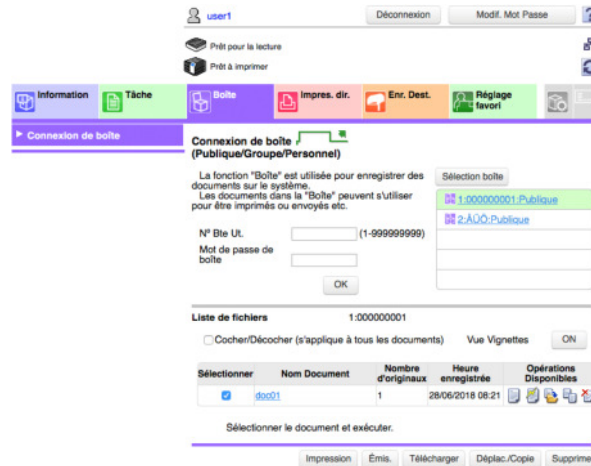 user1 Déconnexion Modif. Mot Passe
Prêt pour la lecture
Prêt à imprimer
Information Tâche Boîte Impres. dir. Enr. Dest. Réglage favori
Connexion de boîte
Connexion de boîte
(Publique/Groupe/Personnel)
La fonction "Boîte" est utilisée pour enregistrer des
documents sur le système.
Les documents dans la "Boîte" peuvent s'utiliser
pour être imprimés ou envoyés etc.
Sélection boîte
1:000000001:Publique
2:ÂÛÔ:Publique
Nº Bte Ut. (1-999999999)
Mot de passe de
boîte
OK
Liste de fichiers 1:000000001
Cocher/Décocher (s'applique à tous les documents) Vue Vignettes ON
Sélectionner Nom Document Nombre d'originaux Heure enregistrée Opérations Disponibles
doc01 1 28/06/2018 08:21
Sélectionner le document et exécuter.
Impression Émis. Télécharger Déplac./Copie Supprime